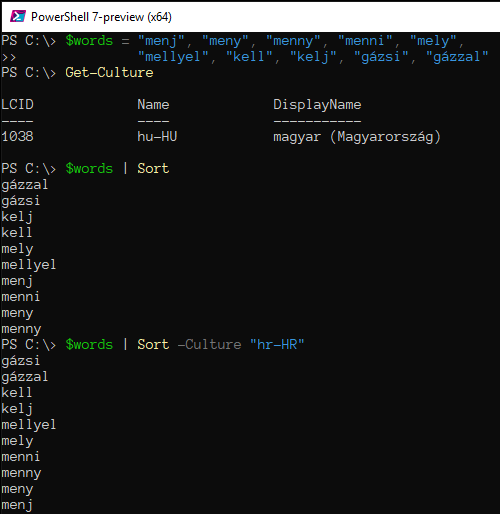 PowerShell 7-preview (x64)
PS C:\> $words = "menj", "meny", "menny", "menni", "mely",
>> "mellyel", "kell", "kelj", "gázsi", "gázzal"
PS C:\> Get-Culture
LCID Name DisplayName
---- ---- -----------
1038 hu-HU magyar (Magyarország)
PS C:\> $words | Sort
gázzal
gázsi
kelj
kell
mely
mellyel
menj
menni
meny
menny
PS C:\> $words | Sort -Culture "hr-HR"
gázsi
gázzal
kell
kelj
mellyel
mely
menni
menny
meny
menj